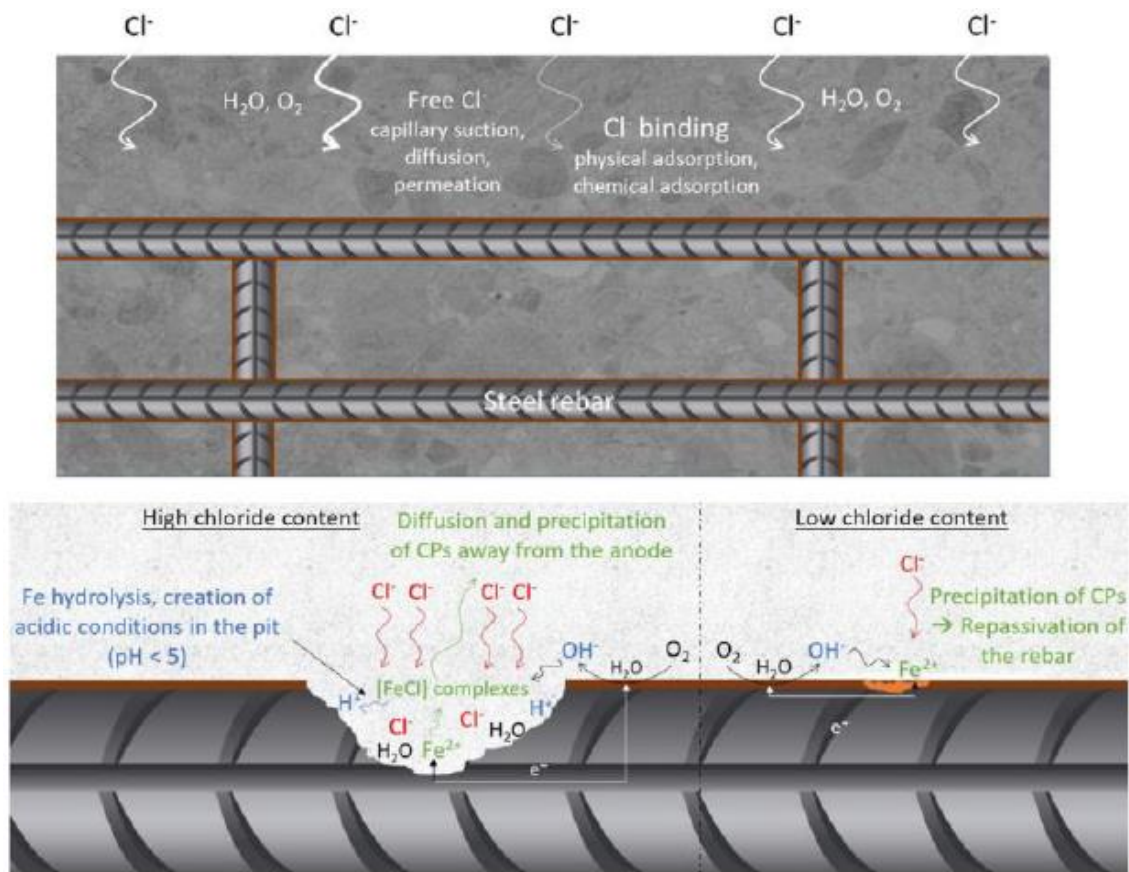 Cl⁻ Cl⁻ Cl⁻ Cl⁻ Cl⁻
H₂O, O₂
Free Cl⁻
capillary suction,
diffusion,
permeation
Cl⁻ binding
physical adsorption,
chemical adsorption
H₂O, O₂
Steel rebar
High chloride content
Diffusion and precipitation
of CPs away from the anode
Low chloride content
Fe hydrolysis, creation of
acidic conditions in the pit
(pH < 5)
Cl⁻ Cl⁻ Cl⁻ Cl⁻
Cl⁻
Precipitation of CPs
→ Repassivation of
the rebar
OH⁻ H₂O O₂
O₂ H₂O OH⁻ Fe²⁺
[FeCl] complexes
H⁺ Cl⁻ Cl⁻ H⁺
H₂O Fe²⁺ H₂O
e⁻
e⁻